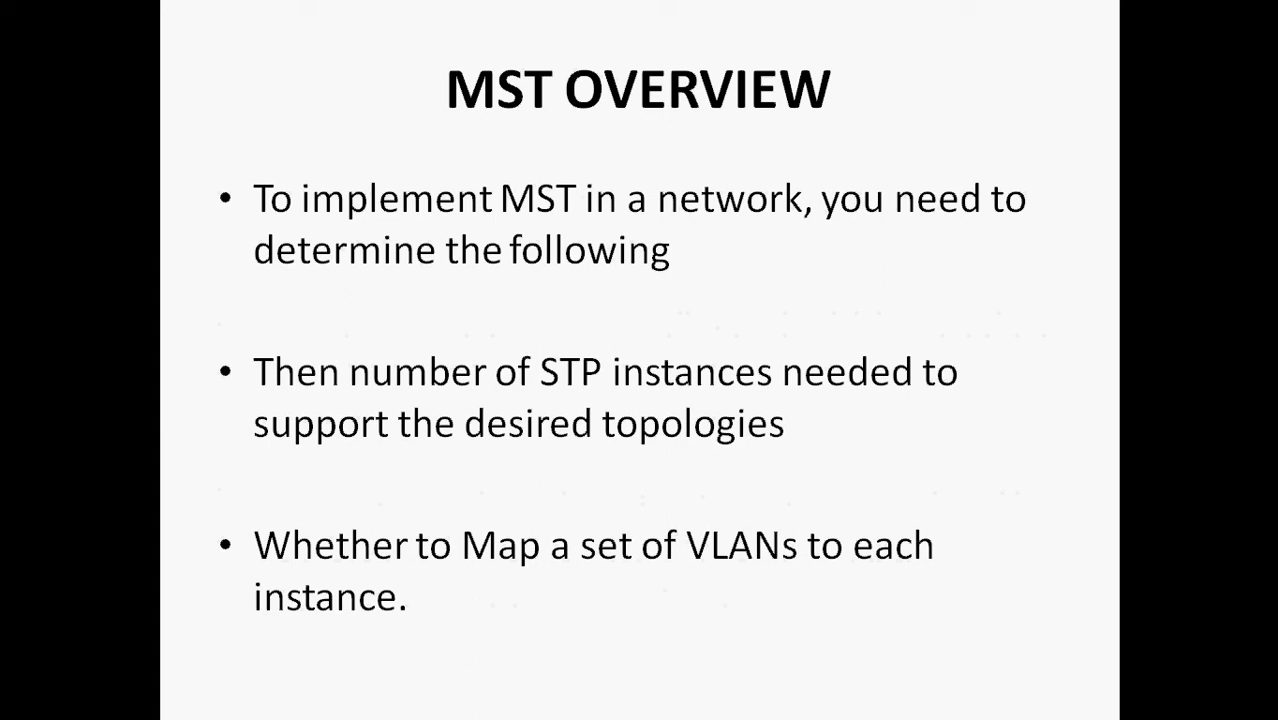 MST OVERVIEW
• To implement MST in a network, you need to
determine the following
• Then number of STP instances needed to
support the desired topologies
• Whether to Map a set of VLANs to each
instance.